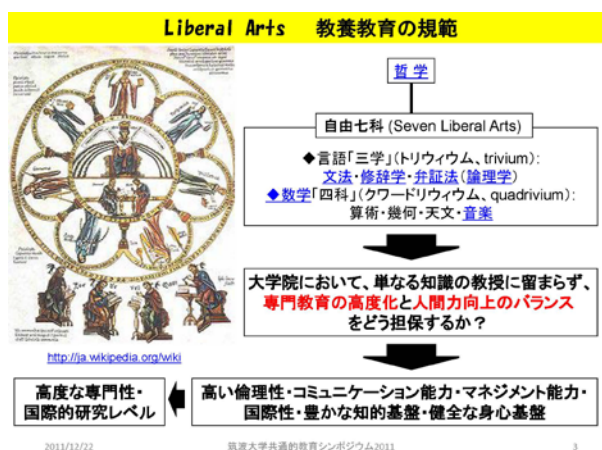 Liberal Arts 教養教育の規範
哲学
自由七科 (Seven Liberal Arts)
◆言語「三学」(トリウィウム、trivium):
文法・修辞学・弁証法(論理学)
◆数学「四科」(クワードリウィウム、quadrivium):
算術・幾何・天文・音楽
大学院において、単なる知識の教授に留まらず、
専門教育の高度化と人間力向上のバランス
をどう担保するか？
http://ja.wikipedia.org/wiki
高度な専門性・
国際的研究レベル
高い倫理性・コミュニケーション能力・マネジメント能力・
国際性・豊かな知的基盤・健全な身心基盤
2011/12/22
筑波大学共通的教育シンポジウム2011
3